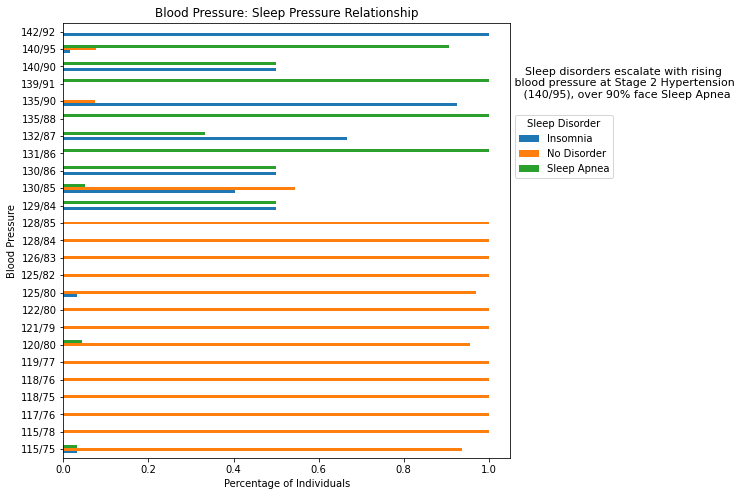 Blood Pressure: Sleep Pressure Relationship
142/92
140/95
140/90
139/91
135/90
135/88
132/87
131/86
130/86
130/85
129/84
128/85
128/84
126/83
125/82
125/80
122/80
121/79
120/80
119/77
118/76
118/75
117/76
115/78
115/75
Blood Pressure
0.0 0.2 0.4 0.6 0.8 1.0
Percentage of Individuals
Sleep disorders escalate with rising
blood pressure at Stage 2 Hypertension
(140/95), over 90% face Sleep Apnea
Sleep Disorder
Insomnia
No Disorder
Sleep Apnea